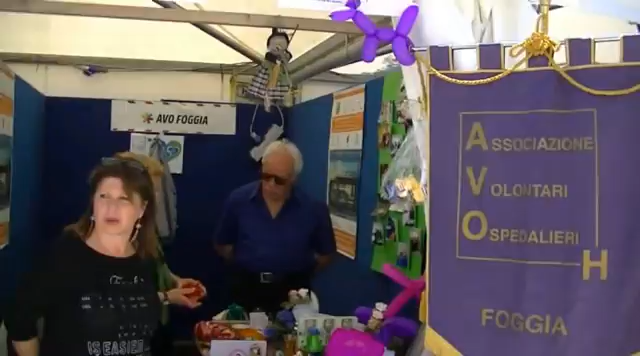 AVO FOGGIA
ASSOCIAZIONE
VOLONTARI
OSPEDALIERI
H
FOGGIA
IS EASIER